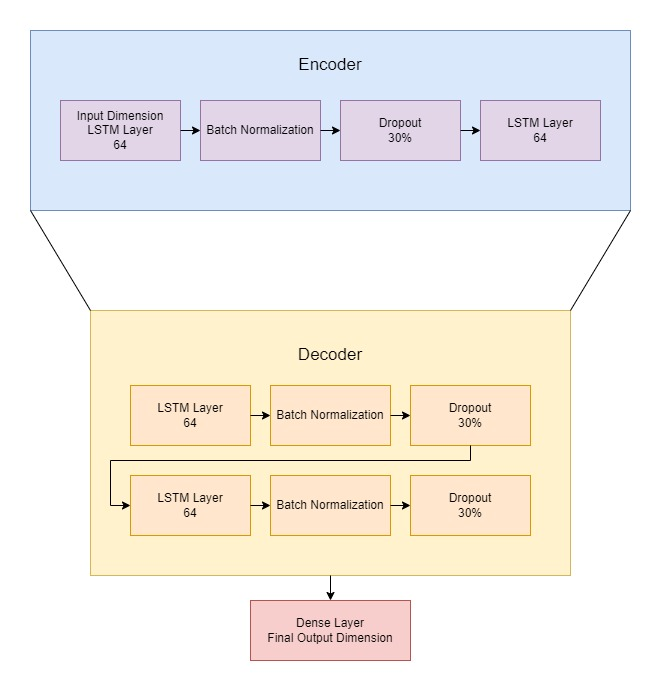 Encoder
Input Dimension
LSTM Layer
64
Batch Normalization
Dropout
30%
LSTM Layer
64
Decoder
LSTM Layer
64
Batch Normalization
Dropout
30%
LSTM Layer
64
Batch Normalization
Dropout
30%
Dense Layer
Final Output Dimension